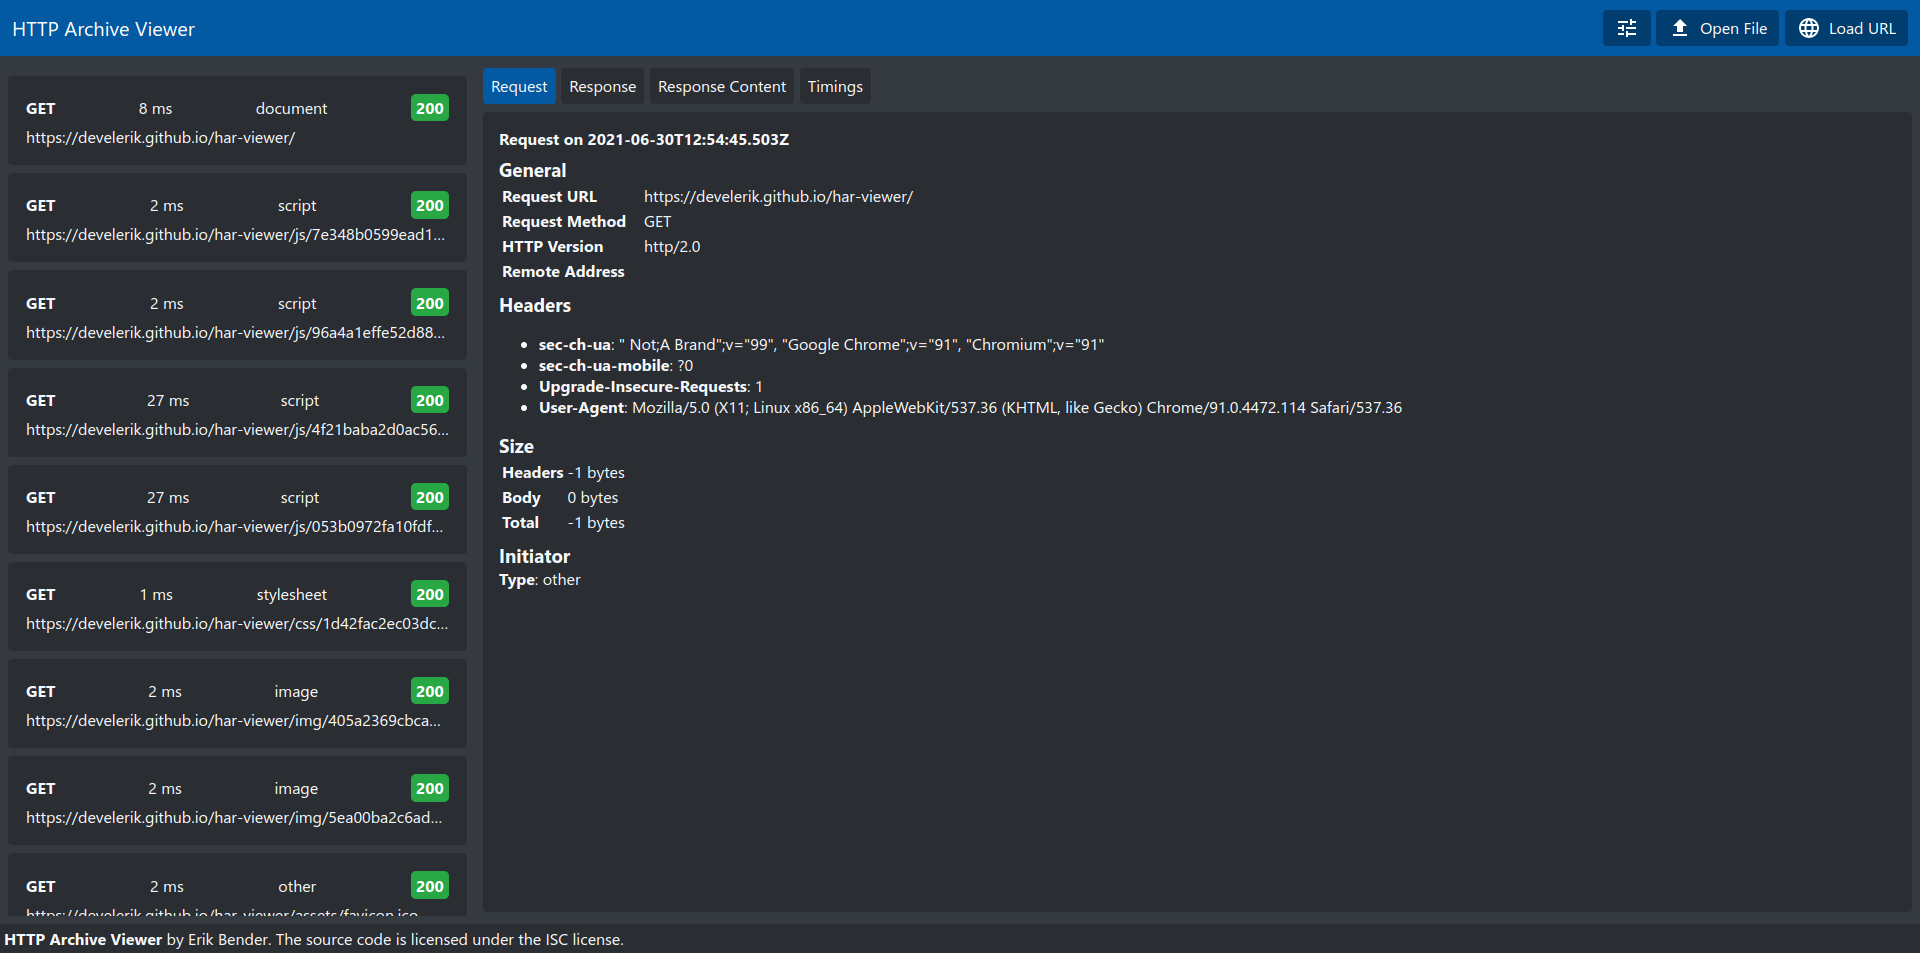 HTTP Archive Viewer
Open File
Load URL
GET 8 ms document 200
https://develerik.github.io/har-viewer/
GET 2 ms script 200
https://develerik.github.io/har-viewer/js/7e348b0599ead1...
GET 2 ms script 200
https://develerik.github.io/har-viewer/js/96a4a1effe52d88...
GET 27 ms script 200
https://develerik.github.io/har-viewer/js/4f21baba2d0ac56...
GET 27 ms script 200
https://develerik.github.io/har-viewer/js/053b0972fa10fdf...
GET 1 ms stylesheet 200
https://develerik.github.io/har-viewer/css/1d42fac2ec03dc...
GET 2 ms image 200
https://develerik.github.io/har-viewer/img/405a2369cbca...
GET 2 ms image 200
https://develerik.github.io/har-viewer/img/5ea00ba2c6ad...
GET 2 ms other 200
https://develerik.github.io/har-viewer/assets/favicon.ico
Request Response Response Content Timings
Request on 2021-06-30T12:54:45.503Z
General
Request URL https://develerik.github.io/har-viewer/
Request Method GET
HTTP Version http/2.0
Remote Address
Headers
• sec-ch-ua: " Not;A Brand";v="99", "Google Chrome";v="91", "Chromium";v="91"
• sec-ch-ua-mobile: ?0
• Upgrade-Insecure-Requests: 1
• User-Agent: Mozilla/5.0 (X11; Linux x86_64) AppleWebKit/537.36 (KHTML, like Gecko) Chrome/91.0.4472.114 Safari/537.36
Size
Headers -1 bytes
Body 0 bytes
Total -1 bytes
Initiator
Type: other
HTTP Archive Viewer by Erik Bender. The source code is licensed under the ISC license.